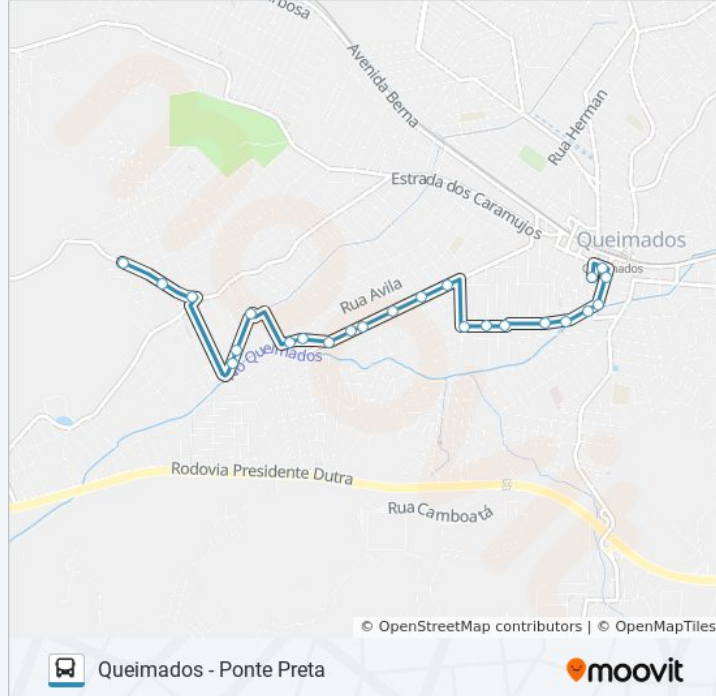 rbosa
Avenida Berna
Rua Herman
Estrada dos Caramujos
Queimados
Queimados
Rua Avila
Rio Queimados
Rodovia Presidente Dutra
Rua Camboatá
© OpenStreetMap contributors | © OpenMapTiles
Queimados - Ponte Preta
moovit